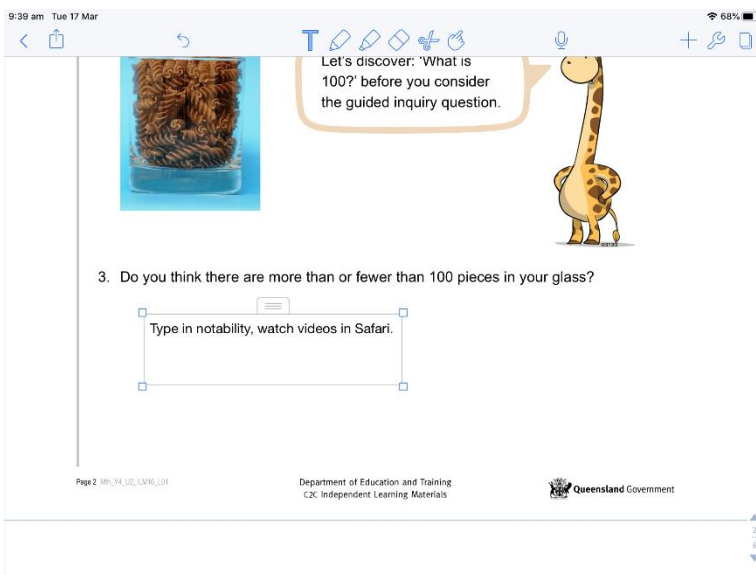 9:39 am Tue 17 Mar
68%
Let's discover: 'What is
100?' before you consider
the guided inquiry question.
3. Do you think there are more than or fewer than 100 pieces in your glass?
Type in notability, watch videos in Safari.
Page 2 Mth_Y4_U2_ILM16_L01
Department of Education and Training
C2C Independent Learning Materials
Queensland Government